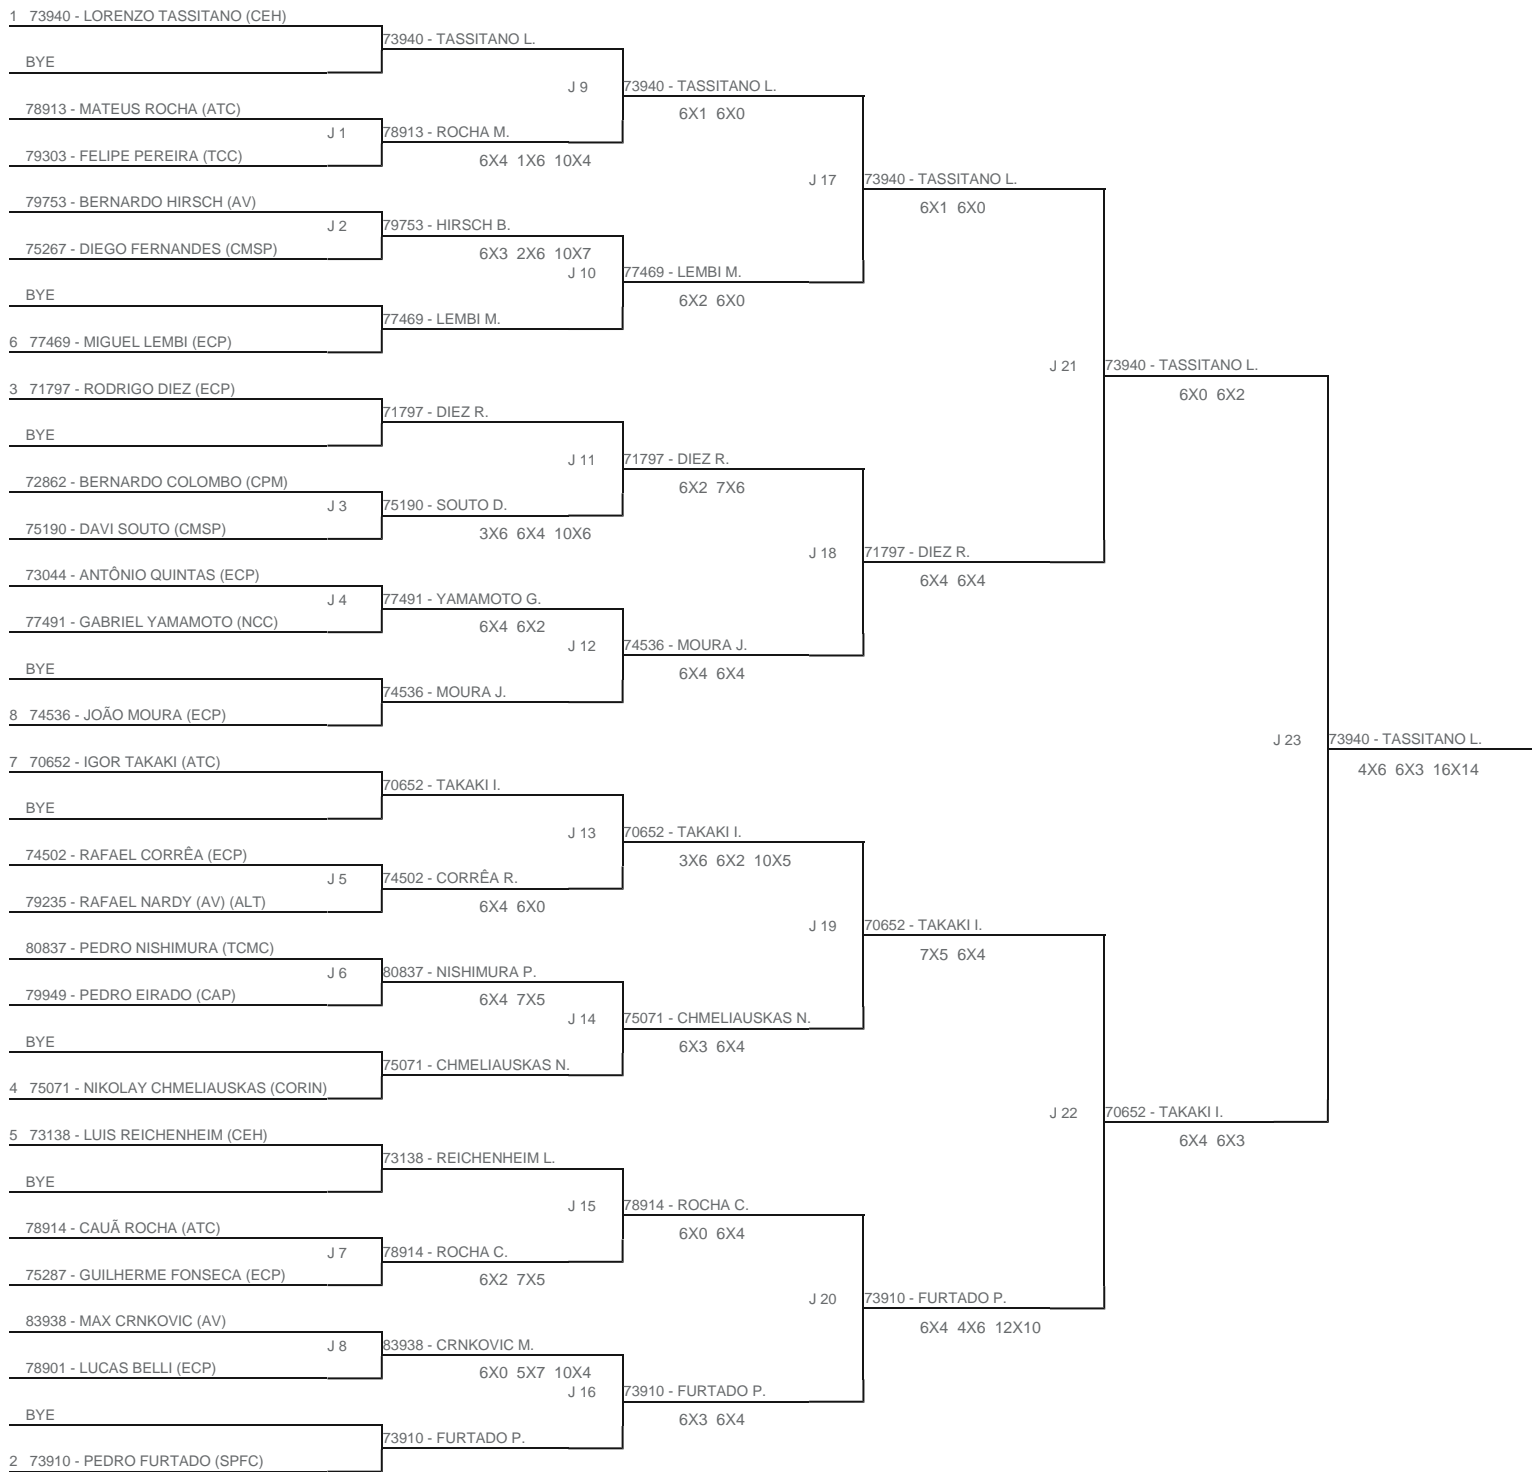 1 73940 - LORENZO TASSITANO (CEH)
73940 - TASSITANO L.
BYE
J 9
73940 - TASSITANO L.
6X1 6X0
78913 - MATEUS ROCHA (ATC)
J 1
78913 - ROCHA M.
79303 - FELIPE PEREIRA (TCC)
6X4 1X6 10X4
J 17
73940 - TASSITANO L.
6X1 6X0
79753 - BERNARDO HIRSCH (AV)
J 2
79753 - HIRSCH B.
75267 - DIEGO FERNANDES (CMSP)
6X3 2X6 10X7
J 10
77469 - LEMBI M.
6X2 6X0
BYE
77469 - LEMBI M.
6 77469 - MIGUEL LEMBI (ECP)
J 21
73940 - TASSITANO L.
6X0 6X2
3 71797 - RODRIGO DIEZ (ECP)
71797 - DIEZ R.
BYE
J 11
71797 - DIEZ R.
6X2 7X6
72862 - BERNARDO COLOMBO (CPM)
J 3
75190 - SOUTO D.
75190 - DAVI SOUTO (CMSP)
3X6 6X4 10X6
J 18
71797 - DIEZ R.
6X4 6X4
73044 - ANTÔNIO QUINTAS (ECP)
J 4
77491 - YAMAMOTO G.
77491 - GABRIEL YAMAMOTO (NCC)
6X4 6X2
J 12
74536 - MOURA J.
6X4 6X4
BYE
74536 - MOURA J.
8 74536 - JOÃO MOURA (ECP)
J 23
73940 - TASSITANO L.
4X6 6X3 16X14
7 70652 - IGOR TAKAKI (ATC)
70652 - TAKAKI I.
BYE
J 13
70652 - TAKAKI I.
3X6 6X2 10X5
74502 - RAFAEL CORRÊA (ECP)
J 5
74502 - CORRÊA R.
79235 - RAFAEL NARDY (AV) (ALT)
6X4 6X0
J 19
70652 - TAKAKI I.
7X5 6X4
80837 - PEDRO NISHIMURA (TCMC)
J 6
80837 - NISHIMURA P.
79949 - PEDRO EIRADO (CAP)
6X4 7X5
J 14
75071 - CHMELIAUSKAS N.
6X3 6X4
BYE
75071 - CHMELIAUSKAS N.
4 75071 - NIKOLAY CHMELIAUSKAS (CORIN)
J 22
70652 - TAKAKI I.
6X4 6X3
5 73138 - LUIS REICHENHEIM (CEH)
73138 - REICHENHEIM L.
BYE
J 15
78914 - ROCHA C.
6X0 6X4
78914 - CAUÃ ROCHA (ATC)
J 7
78914 - ROCHA C.
75287 - GUILHERME FONSECA (ECP)
6X2 7X5
J 20
73910 - FURTADO P.
6X4 4X6 12X10
83938 - MAX CRNKOVIC (AV)
J 8
83938 - CRNKOVIC M.
78901 - LUCAS BELLI (ECP)
6X0 5X7 10X4
J 16
73910 - FURTADO P.
6X3 6X4
BYE
73910 - FURTADO P.
2 73910 - PEDRO FURTADO (SPFC)